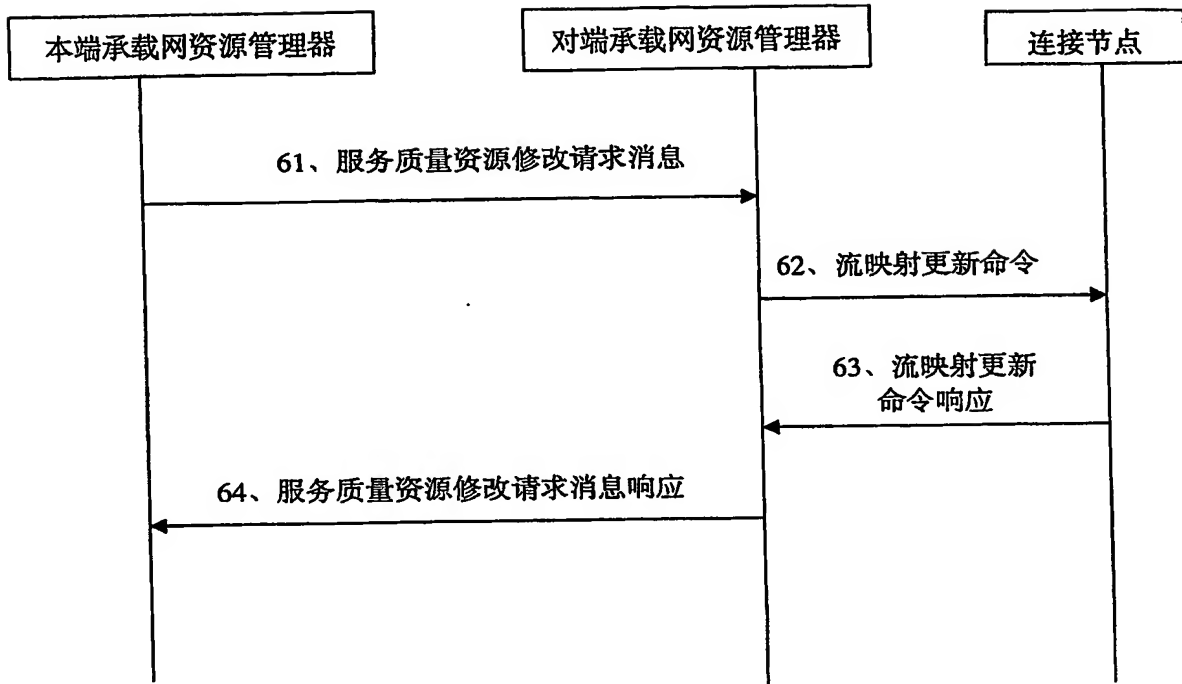 本端承载网资源管理器
对端承载网资源管理器
连接节点
61、服务质量资源修改请求消息
62、流映射更新命令
63、流映射更新
命令响应
64、服务质量资源修改请求消息响应